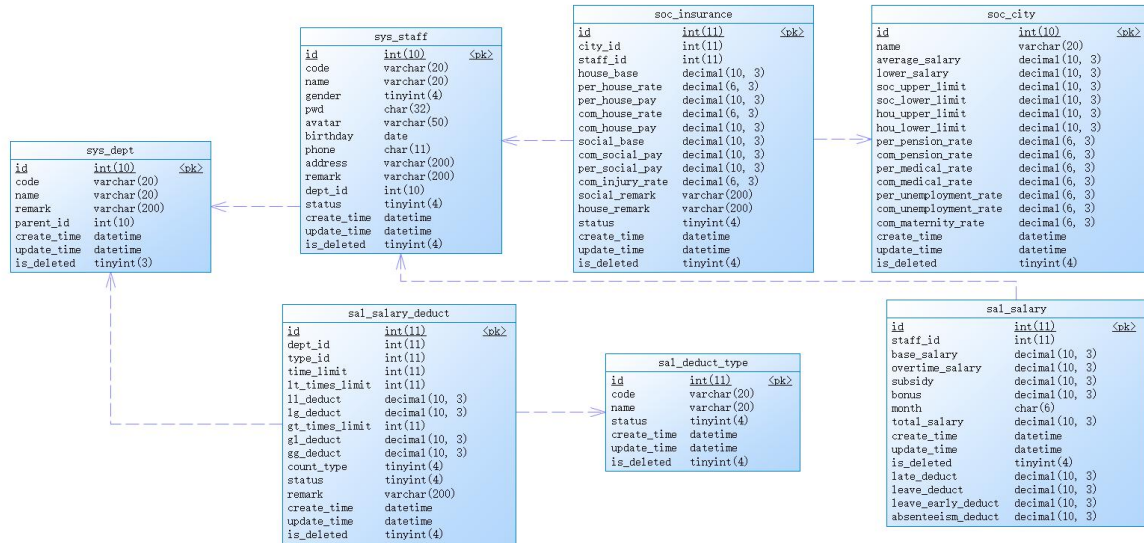 sys_dept
id int(10) <pk>
code varchar(20)
name varchar(20)
remark varchar(200)
parent_id int(10)
create_time datetime
update_time datetime
is_deleted tinyint(3)
sys_staff
id int(10) <pk>
code varchar(20)
name varchar(20)
gender tinyint(4)
pwd char(32)
avatar varchar(50)
birthday date
phone char(11)
address varchar(200)
remark varchar(200)
dept_id int(10)
status tinyint(4)
create_time datetime
update_time datetime
is_deleted tinyint(4)
soc_insurance
id int(11) <pk>
city_id int(11)
staff_id int(11)
house_base decimal(10, 3)
per_house_rate decimal(6, 3)
per_house_pay decimal(10, 3)
com_house_rate decimal(6, 3)
com_house_pay decimal(10, 3)
social_base decimal(10, 3)
com_social_pay decimal(10, 3)
per_social_pay decimal(10, 3)
com_injury_rate decimal(6, 3)
social_remark varchar(200)
house_remark varchar(200)
status tinyint(4)
create_time datetime
update_time datetime
is_deleted tinyint(4)
soc_city
id int(10) <pk>
name varchar(20)
average_salary decimal(10, 3)
lower_salary decimal(10, 3)
soc_upper_limit decimal(10, 3)
soc_lower_limit decimal(10, 3)
hou_upper_limit decimal(10, 3)
hou_lower_limit decimal(10, 3)
per_pension_rate decimal(6, 3)
com_pension_rate decimal(6, 3)
per_medical_rate decimal(6, 3)
com_medical_rate decimal(6, 3)
per_unemployment_rate decimal(6, 3)
com_unemployment_rate decimal(6, 3)
com_maternity_rate decimal(6, 3)
create_time datetime
update_time datetime
is_deleted tinyint(4)
sal_salary_deduct
id int(11) <pk>
dept_id int(11)
type_id int(11)
time_limit int(11)
lt_times_limit int(11)
ll_deduct decimal(10, 3)
lg_deduct decimal(10, 3)
gt_times_limit int(11)
gl_deduct decimal(10, 3)
gg_deduct decimal(10, 3)
count_type tinyint(4)
status tinyint(4)
remark varchar(200)
create_time datetime
update_time datetime
is_deleted tinyint(4)
sal_deduct_type
id int(11) <pk>
code varchar(20)
name varchar(20)
status tinyint(4)
create_time datetime
update_time datetime
is_deleted tinyint(4)
sal_salary
id int(11) <pk>
staff_id int(11)
base_salary decimal(10, 3)
overtime_salary decimal(10, 3)
subsidy decimal(10, 3)
bonus decimal(10, 3)
month char(6)
total_salary decimal(10, 3)
create_time datetime
update_time datetime
is_deleted tinyint(4)
late_deduct decimal(10, 3)
leave_deduct decimal(10, 3)
leave_early_deduct decimal(10, 3)
absenteeism_deduct decimal(10, 3)